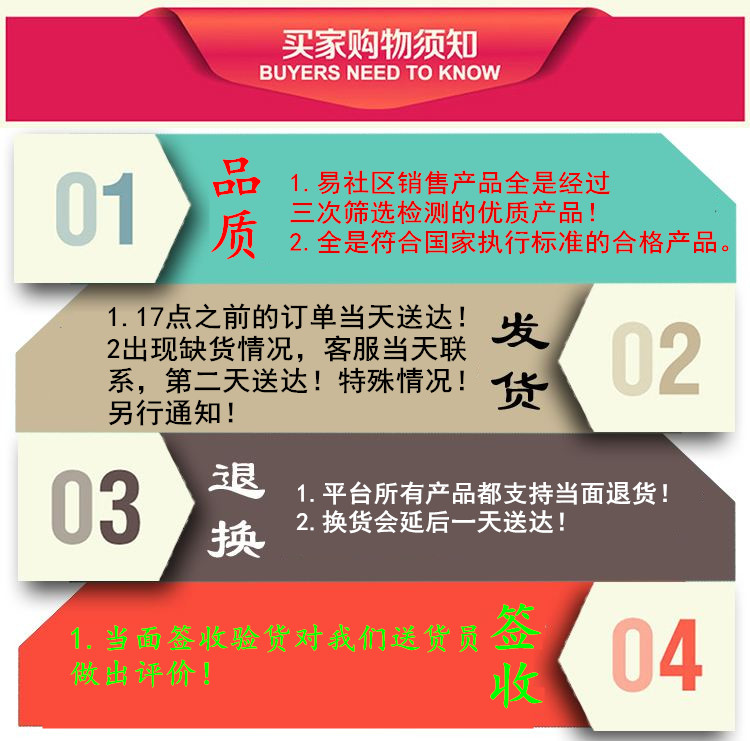 买家购物须知
BUYERS NEED TO KNOW
01
品质
1.易社区销售产品全是经过
三次筛选检测的优质产品！
2.全是符合国家执行标准的合格产品。
1.17点之前的订单当天送达！
2出现缺货情况，客服当天联
系，第二天送达！特殊情况！
另行通知！
发货
02
03
退换
1.平台所有产品都支持当面退货！
2.换货会延后一天送达！
1.当面签收验货对我们送货员
做出评价！
签收
04